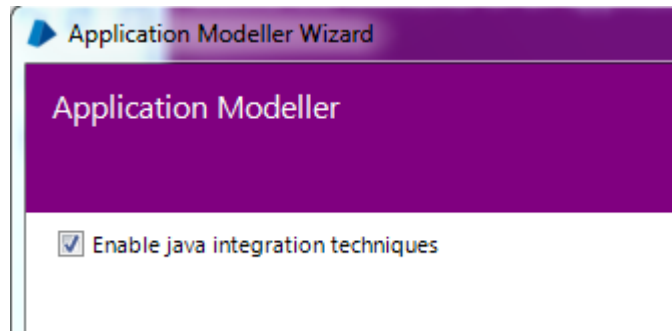 Application Modeller Wizard
Application Modeller
Enable java integration techniques